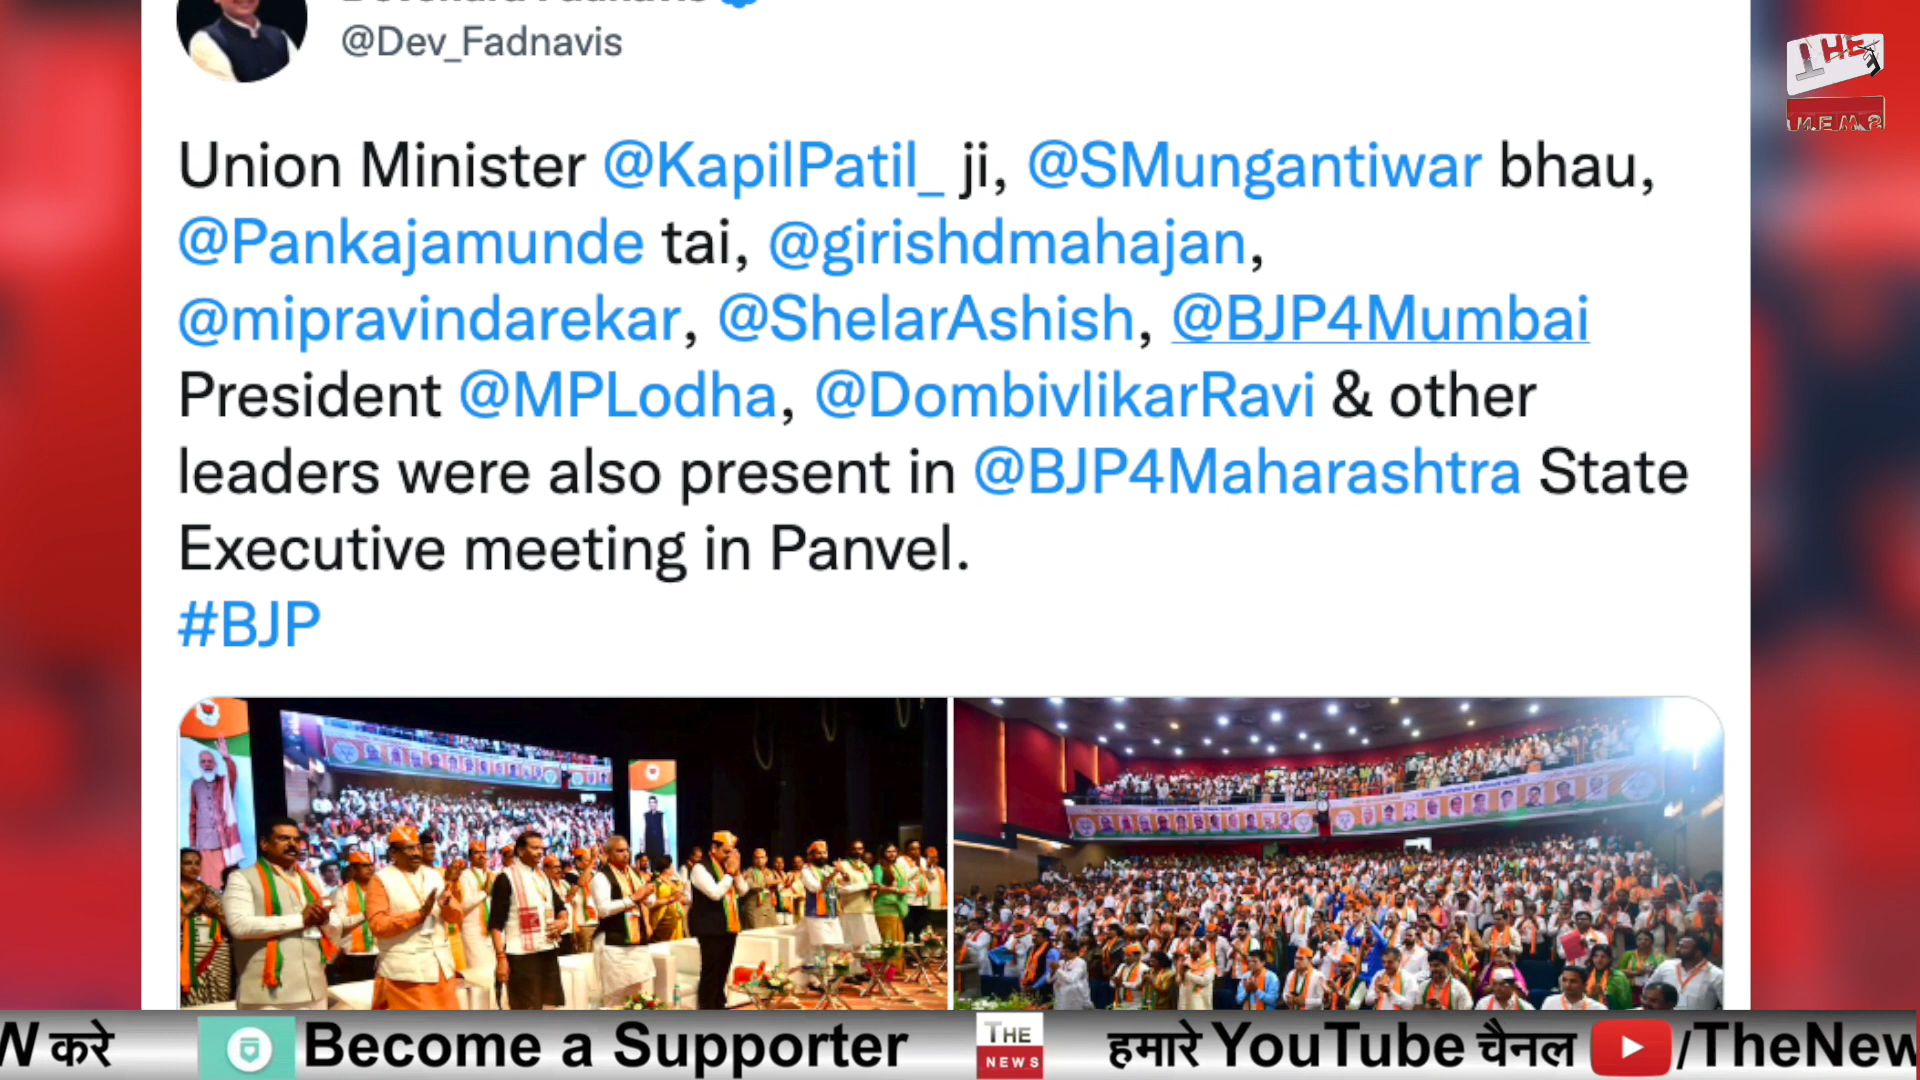 @Dev_Fadnavis
THE
NEWS
Union Minister @KapilPatil_ ji, @SMungantiwar bhau,
@Pankajamunde tai, @girishdmahajan,
@mipravindarekar, @ShelarAshish, @BJP4Mumbai
President @MPLodha, @DombivlikarRavi & other
leaders were also present in @BJP4Maharashtra State
Executive meeting in Panvel.
#BJP
करे Become a Supporter THE NEWS हमारे YouTube चैनल /TheNew